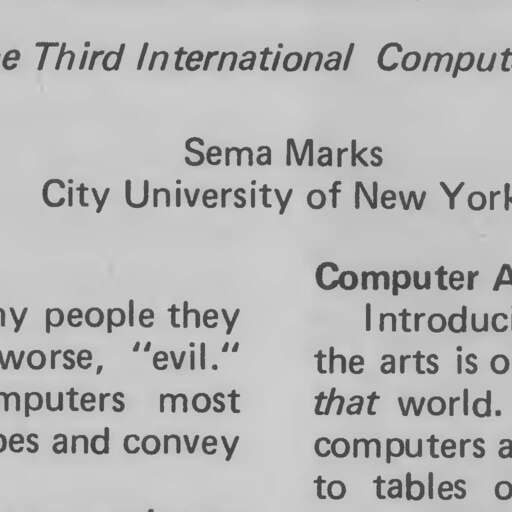 e Third International Comput
Sema Marks
City University of New York
ny people they
worse, "evil."
mputers most
pes and convey
Computer A
Introduci
the arts is o
that world.
computers a
to tables o